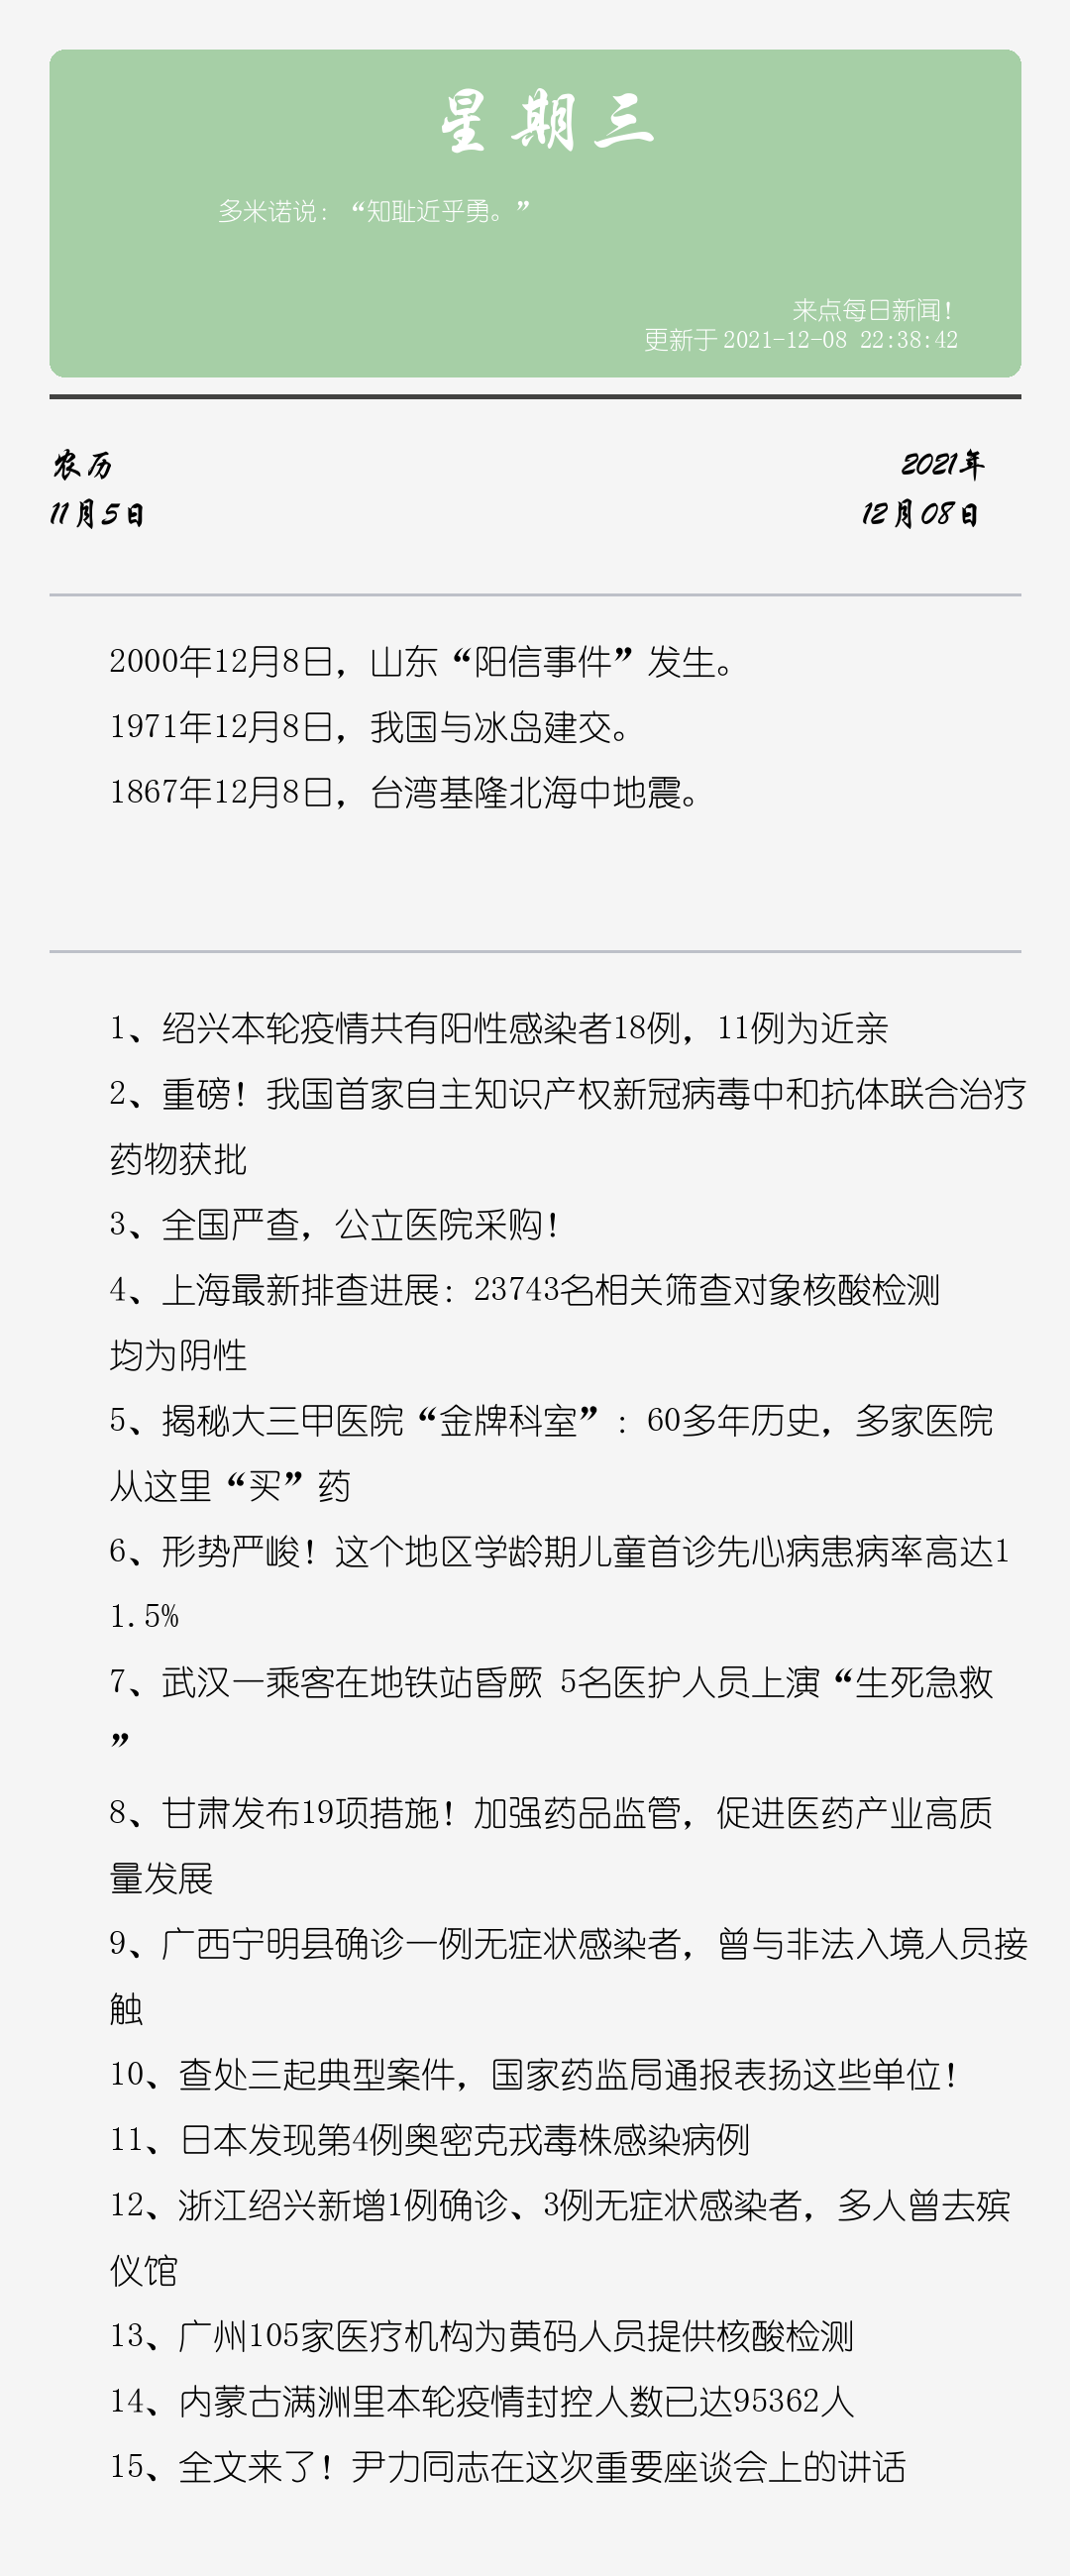 星期三
多米诺说：“知耻近乎勇。”
来点每日新闻！
更新于2021-12-08 22:38:42
农历
2021年
11月5日
12月08日
2000年12月8日，山东“阳信事件”发生。
1971年12月8日，我国与冰岛建交。
1867年12月8日，台湾基隆北海中地震。
1、绍兴本轮疫情共有阳性感染者18例，11例为近亲
2、重磅！我国首家自主知识产权新冠病毒中和抗体联合治疗
药物获批
3、全国严查，公立医院采购！
4、上海最新排查进展：23743名相关筛查对象核酸检测
均为阴性
5、揭秘大三甲医院“金牌科室”：60多年历史，多家医院
从这里“买”药
6、形势严峻！这个地区学龄期儿童首诊先心病患病率高达1
1.5%
7、武汉一乘客在地铁站昏厥 5名医护人员上演“生死急救
”
8、甘肃发布19项措施！加强药品监管，促进医药产业高质
量发展
9、广西宁明县确诊一例无症状感染者，曾与非法入境人员接
触
10、查处三起典型案件，国家药监局通报表扬这些单位！
11、日本发现第4例奥密克戎毒株感染病例
12、浙江绍兴新增1例确诊、3例无症状感染者，多人曾去殡
仪馆
13、广州105家医疗机构为黄码人员提供核酸检测
14、内蒙古满洲里本轮疫情封控人数已达95362人
15、全文来了！尹力同志在这次重要座谈会上的讲话